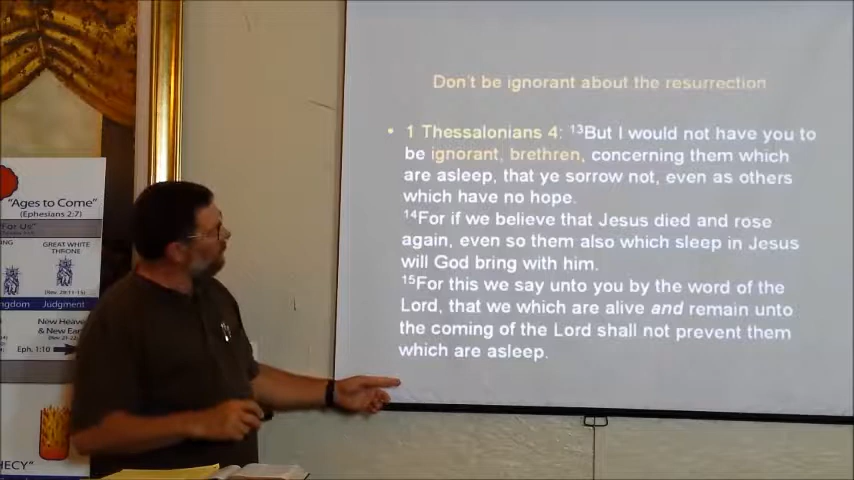 Don't be ignorant about the resurrection
• 1 Thessalonians 4: 13But I would not have you to
be ignorant, brethren, concerning them which
are asleep, that ye sorrow not, even as others
which have no hope.
14For if we believe that Jesus died and rose
again, even so them also which sleep in Jesus
will God bring with him.
15For this we say unto you by the word of the
Lord, that we which are alive and remain unto
the coming of the Lord shall not prevent them
which are asleep.
"Ages to Come"
(Ephesians 2:7)
"For Us"
GREAT WHITE
THRONE
Judgment
New Heaven
& New Earth
Eph. 1:10